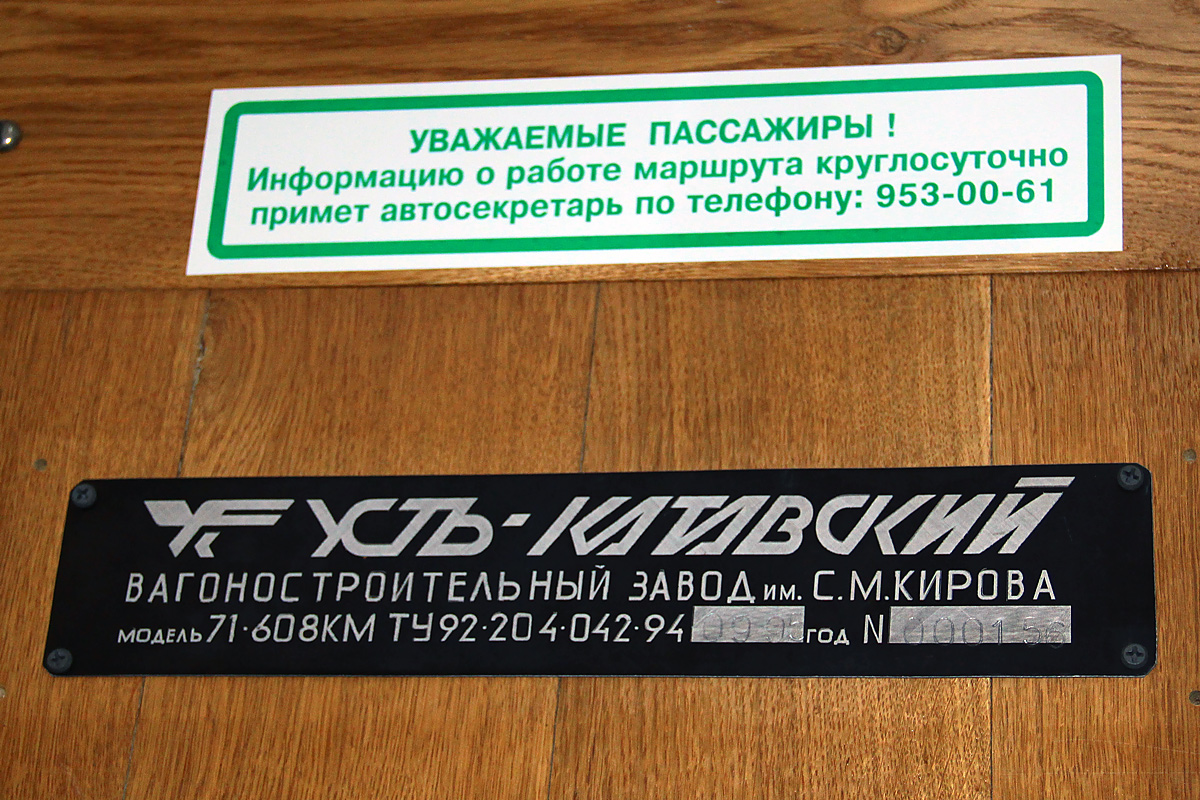 УВАЖАЕМЫЕ ПАССАЖИРЫ !
Информацию о работе маршрута круглосуточно
примет автосекретарь по телефону: 953-00-61
УСТЬ-КАТАВСКИЙ
ВАГОНОСТРОИТЕЛЬНЫЙ ЗАВОД им. С.М.КИРОВА
МОДЕЛЬ 71·608КМ ТУ92·204·042·94 ГОД N